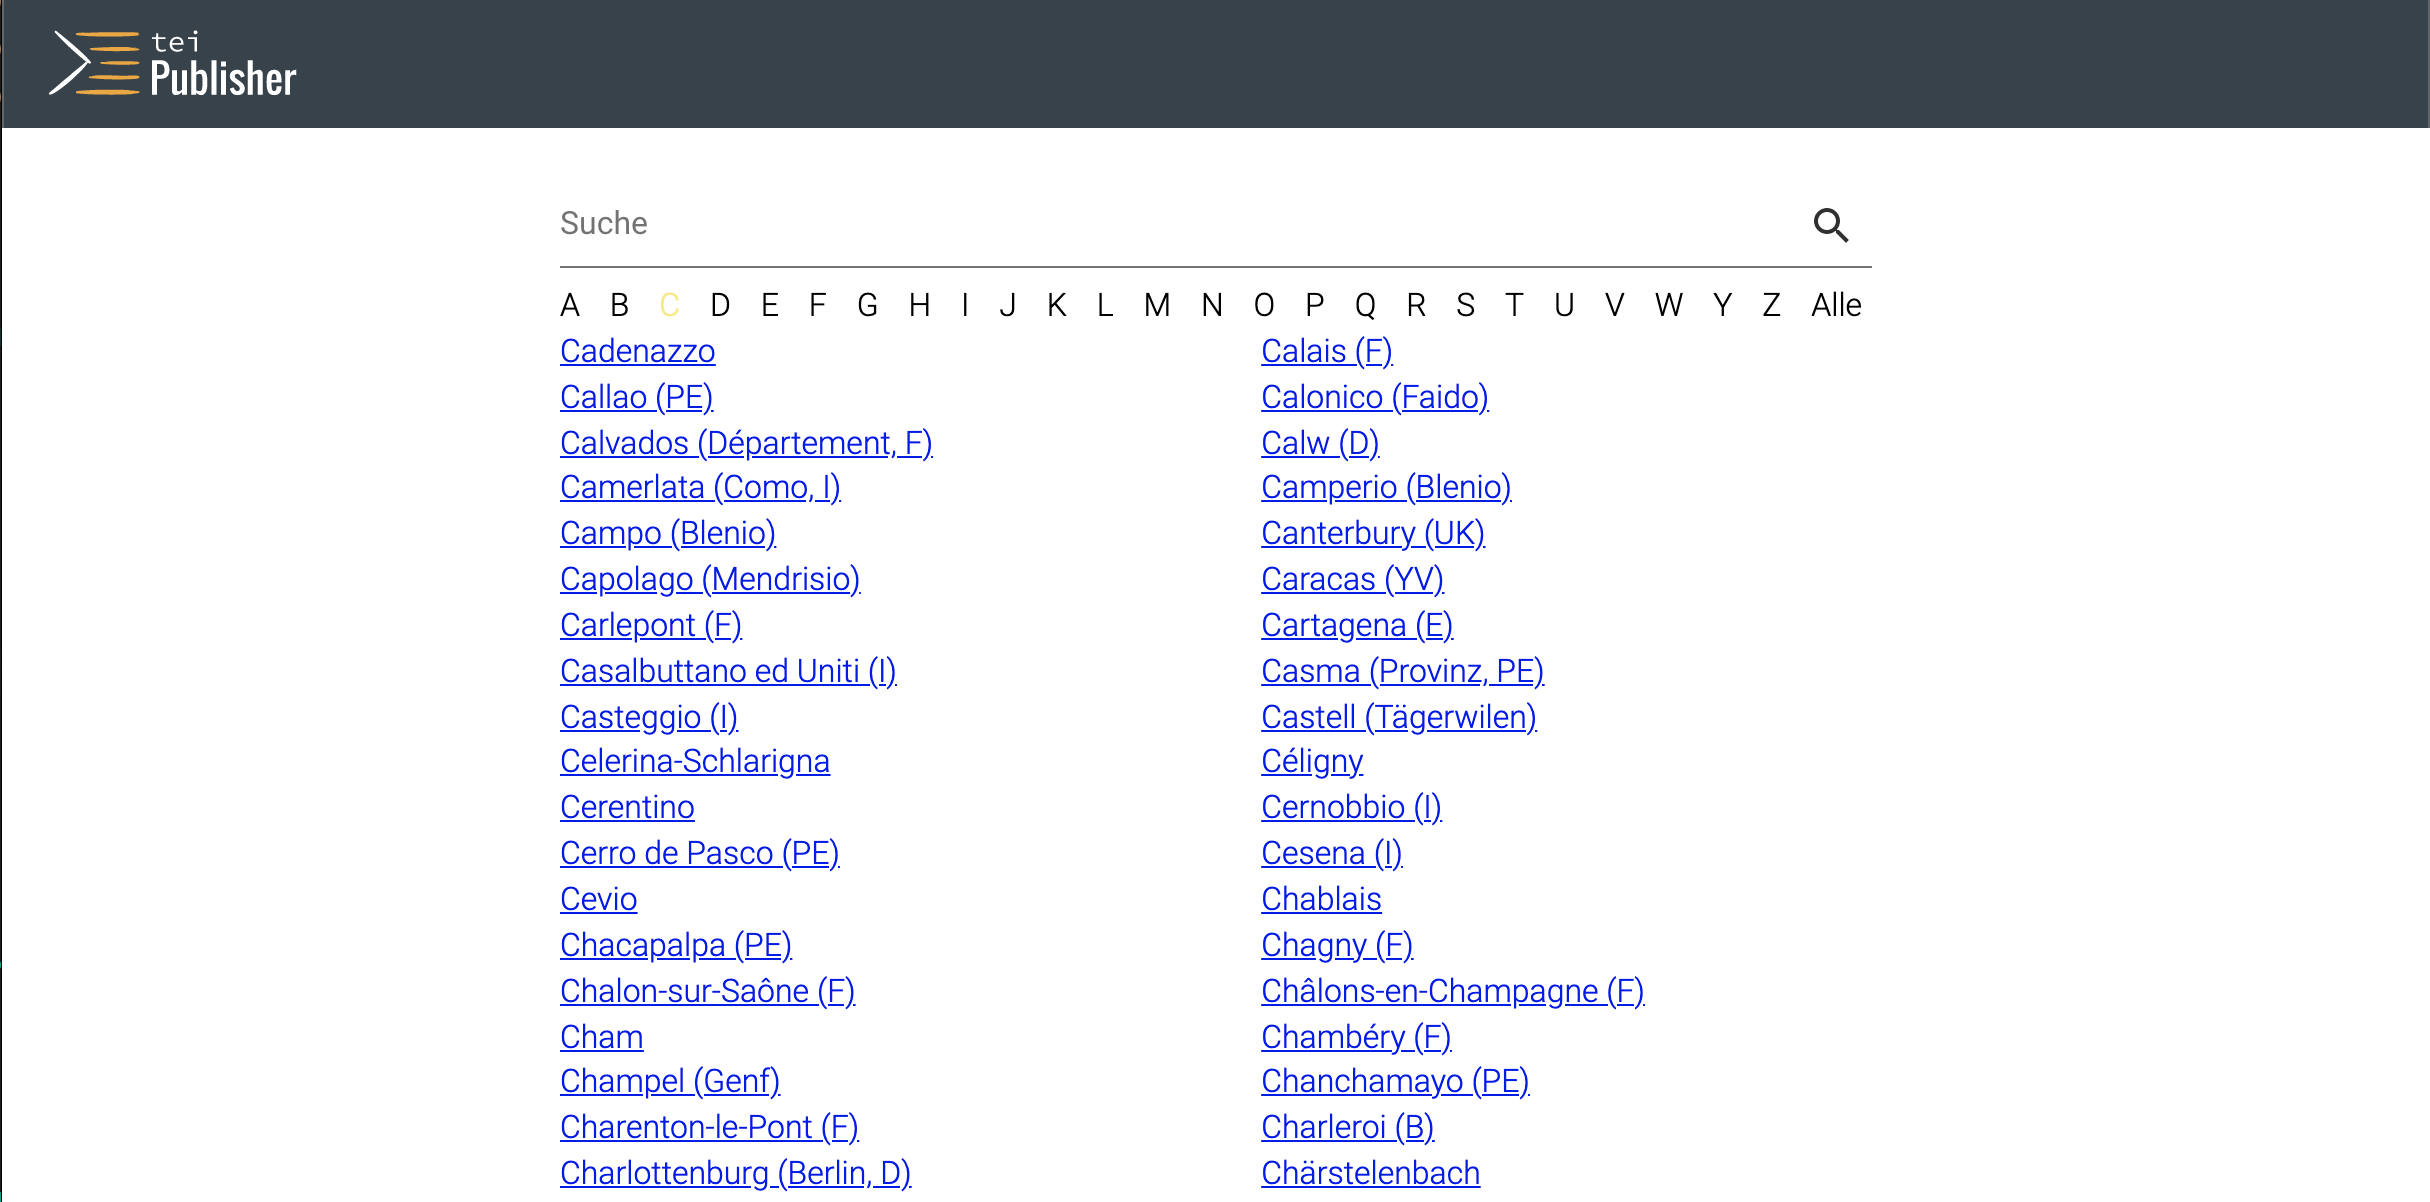 tei
Publisher
Suche
A B C D E F G H I J K L M N O P Q R S T U V W Y Z Alle
Cadenazzo Calais (F)
Callao (PE) Calonico (Faido)
Calvados (Département, F) Calw (D)
Camerlata (Como, I) Camperio (Blenio)
Campo (Blenio) Canterbury (UK)
Capolago (Mendrisio) Caracas (YV)
Carlepont (F) Cartagena (E)
Casalbuttano ed Uniti (I) Casma (Provinz, PE)
Casteggio (I) Castell (Tägerwilen)
Celerina-Schlarigna Céligny
Cerentino Cernobbio (I)
Cerro de Pasco (PE) Cesena (I)
Cevio Chablais
Chacapalpa (PE) Chagny (F)
Chalon-sur-Saône (F) Châlons-en-Champagne (F)
Cham Chambéry (F)
Champel (Genf) Chanchamayo (PE)
Charenton-le-Pont (F) Charleroi (B)
Charlottenburg (Berlin, D) Chärstelenbach